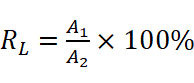 R_L = A_1/A_2 × 100%